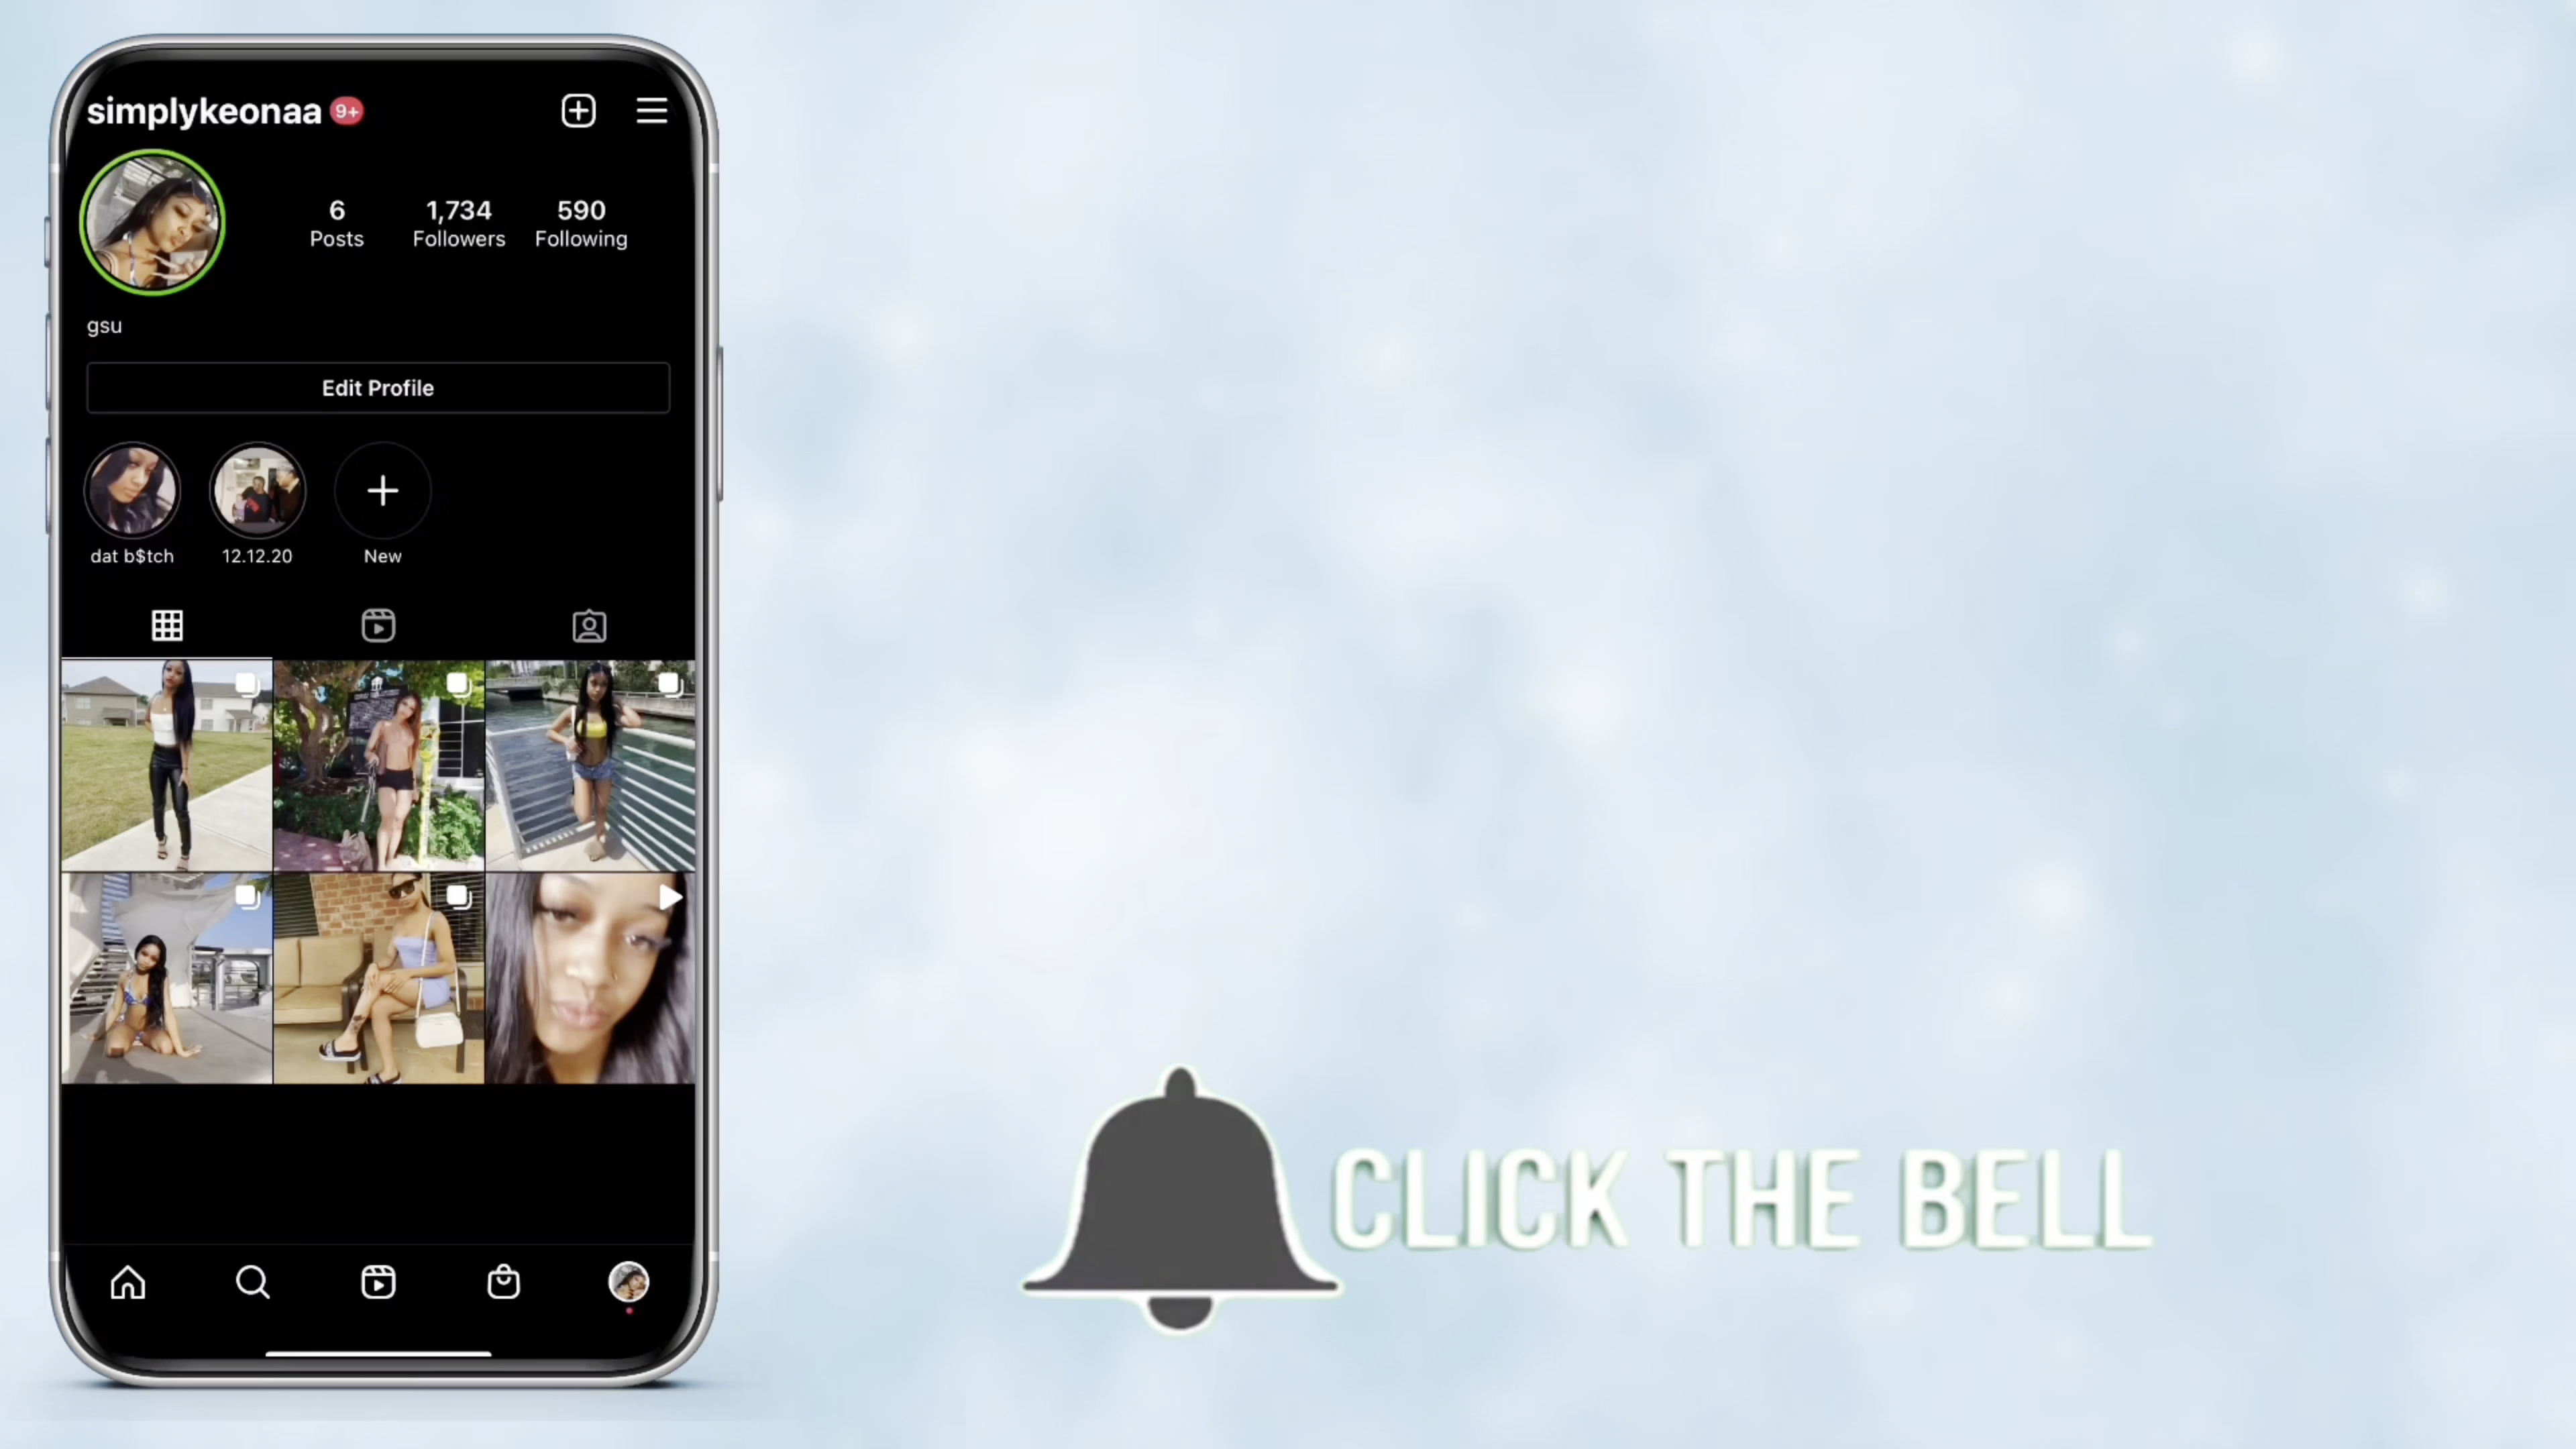 simplykeonaa 9+
6 1,734 590
Posts Followers Following
gsu
Edit Profile
dat b$tch 12.12.20 New
CLICK THE BELL